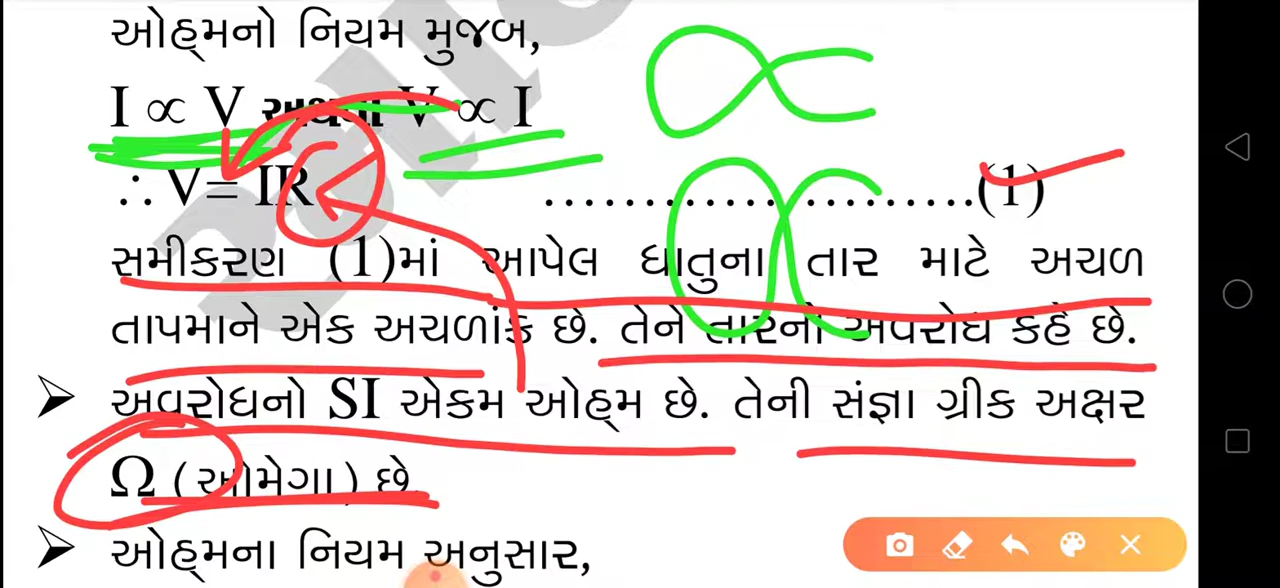 ઓહ્મનો નિયમ મુજબ,
I ∝ V અથવા V ∝ I
∴ V= IR ..........................(1)
સમીકરણ (1)માં આપેલ ધાતુના તાર માટે અચળ
તાપમાને એક અચળાંક છે. તેને તારનો અવરોધ કહે છે.
➢ અવરોધનો SI એકમ ઓહ્મ છે. તેની સંજ્ઞા ગ્રીક અક્ષર
Ω (ઓમેગા) છે.
➢ ઓહ્મના નિયમ અનુસાર,